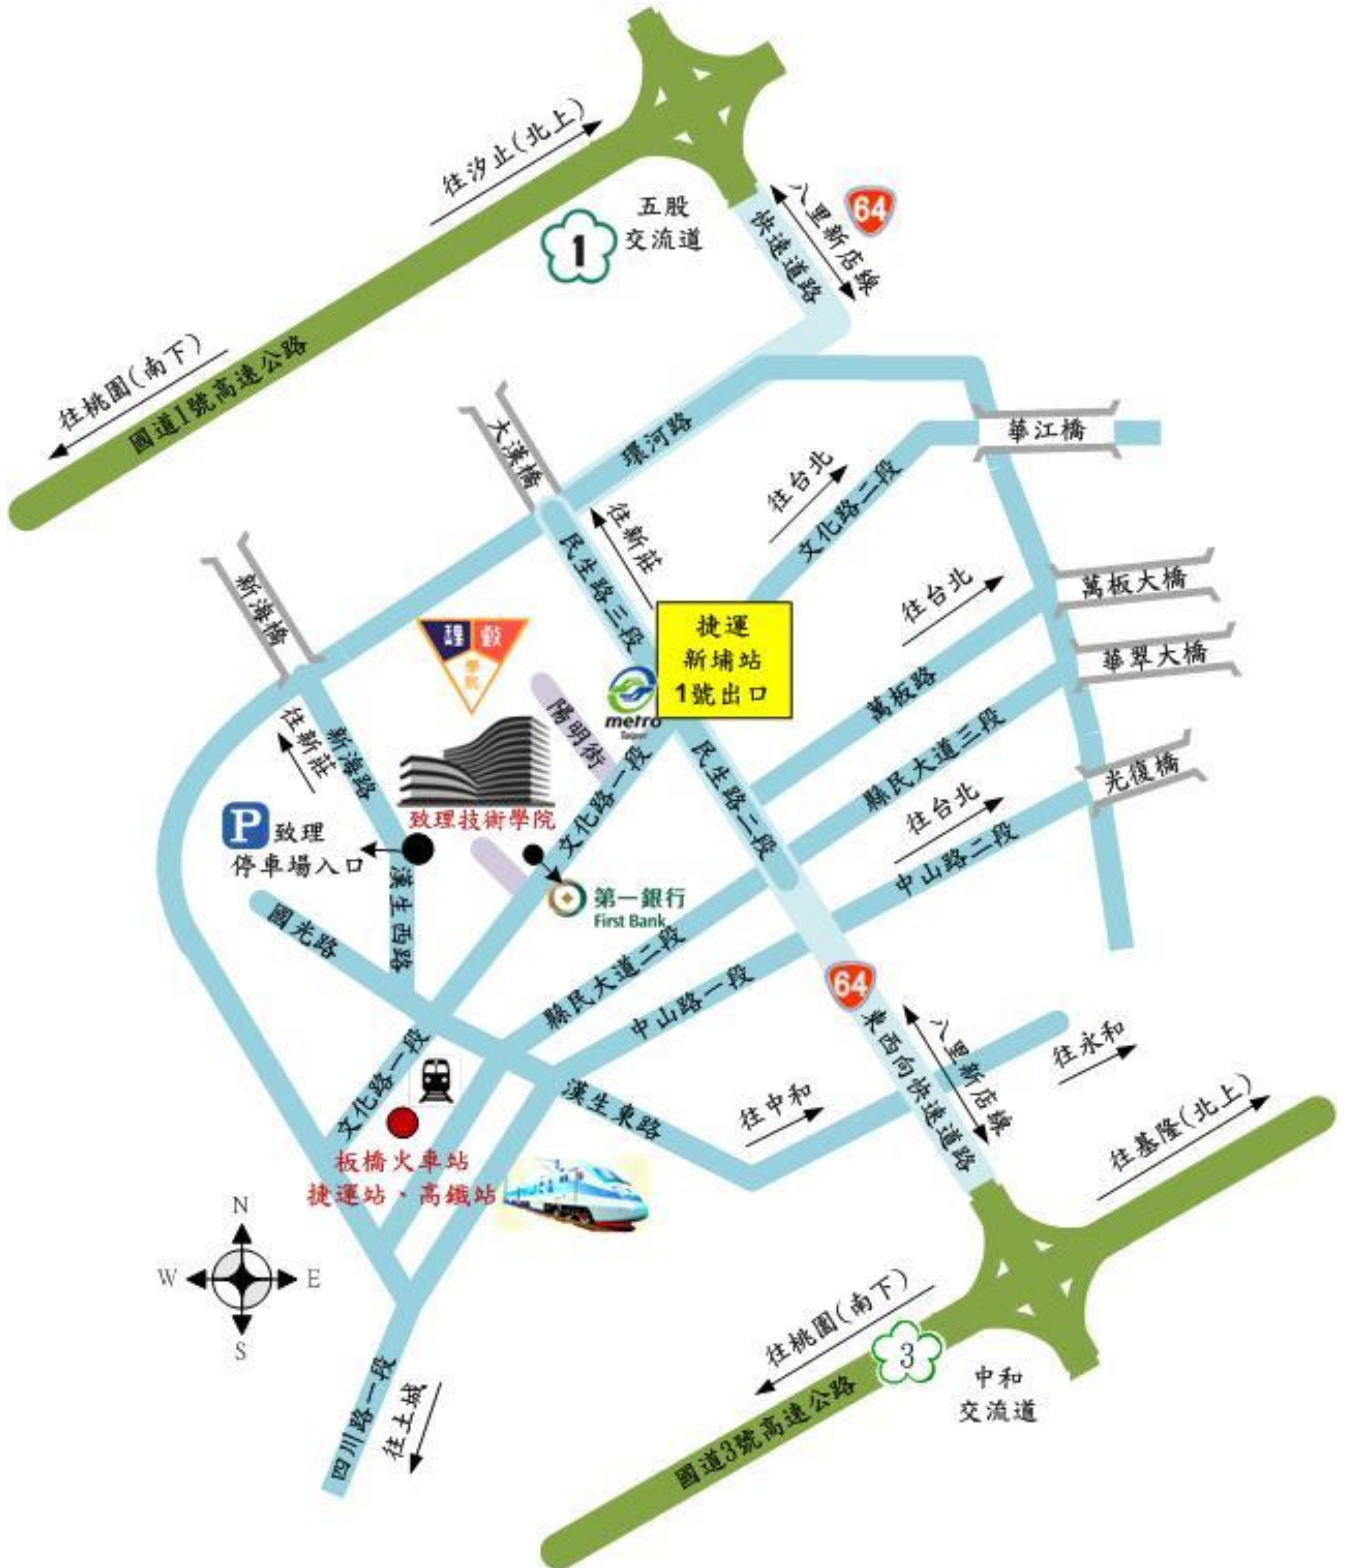 往汐止(北上)
64
八里新店線
五股
交流道
1
快速道路
往桃園(南下)
國道1號高速公路
大漢橋
環河路
華江橋
往台北
文化路二段
往新莊
民生路三段
新海橋
往台北
萬板大橋
華翠大橋
光復橋
捷運
新埔站
1號出口
理 致
學
院
陽明街
metro
Taipei
萬板路
縣民大道三段
往新莊
新海路
文化路一段
民生路二段
往台北
中山路二段
P 致理
停車場入口
致理技術學院
漢生西路
第一銀行
First Bank
國光路
縣民大道二段
中山路一段
64
東西向快速道路
八里新店線
往永和
往中和
文化路一段
漢生東路
板橋火車站
捷運站、高鐵站
往基隆(北上)
N
W E
S
往桃園(南下)
3
中和
交流道
國道3號高速公路
四川路一段
往土城